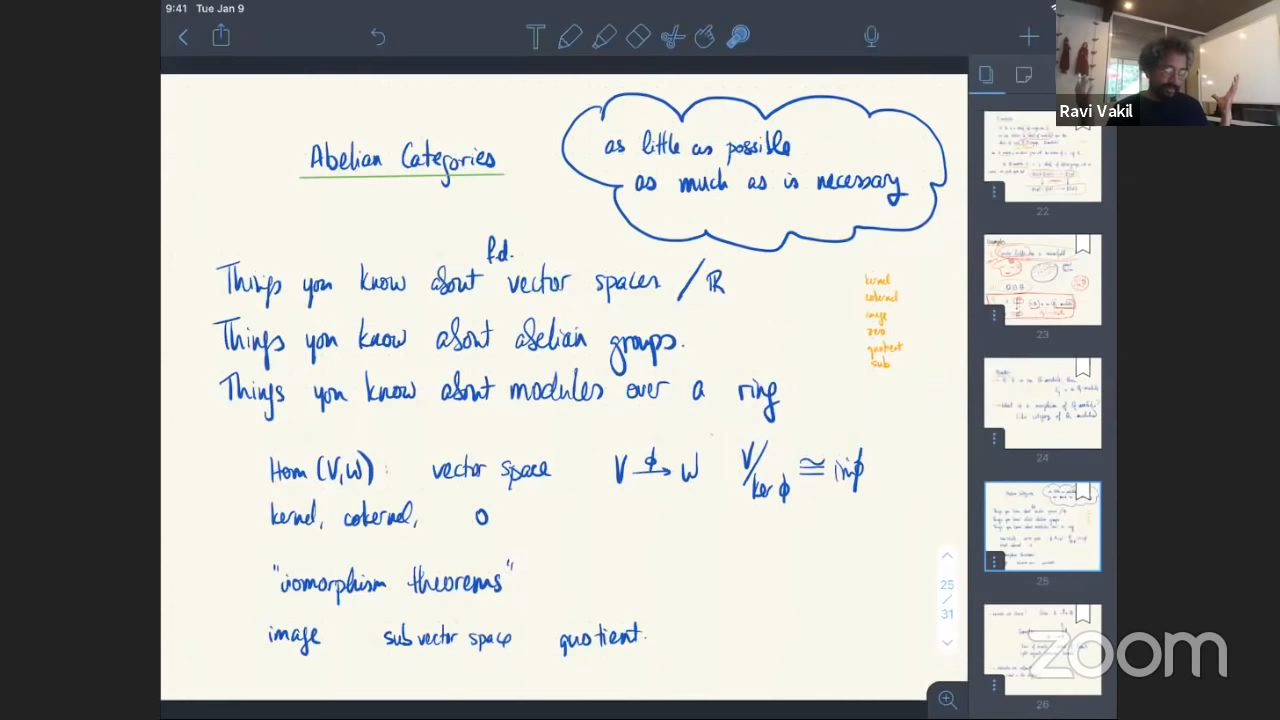 9:41 Tue Jan 9
Ravi Vakil
Abelian Categories
as little as possible
as much as is necessary
f.d.
Things you know about vector spaces / ℝ
Things you know about abelian groups.
Things you know about modules over a ring
kernel
cokernel
image
zero
quotient
sub
Hom (V,W) : vector space V →ϕ W V/ker ϕ ≅ im ϕ
kernel, cokernel, 0
"isomorphism theorems"
image subvector space quotient.
25
/
31
22
23
24
25
26
zoom